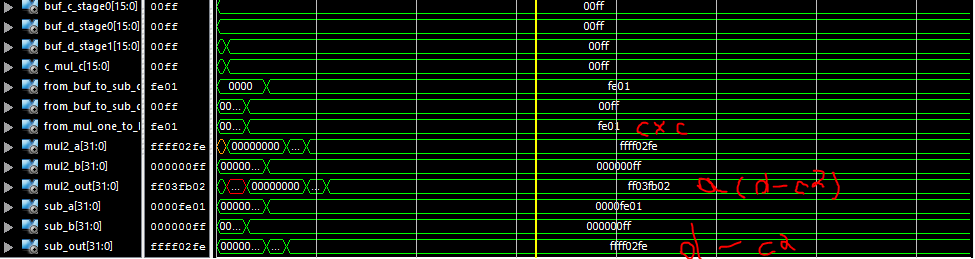 buf_c_stage0[15:0] 00ff 00ff
buf_d_stage0[15:0] 00ff 00ff
buf_d_stage1[15:0] 00ff 00ff
c_mul_c[15:0] 00ff 00ff
from_buf_to_sub_c fe01 0000 fe01
from_buf_to_sub_c 00ff 00... 00ff
from_mul_one_to_ fe01 00... fe01 c x c
mul2_a[31:0] ffff02fe 00000000 ... ffff02fe
mul2_b[31:0] 000000ff 00000... 000000ff
mul2_out[31:0] ff03fb02 ... 00000000 ... ff03fb02
sub_a[31:0] 0000fe01 00000... 0000fe01
sub_b[31:0] 000000ff 00... 000000ff
sub_out[31:0] ffff02fe 00000... ... ffff02fe d - c2